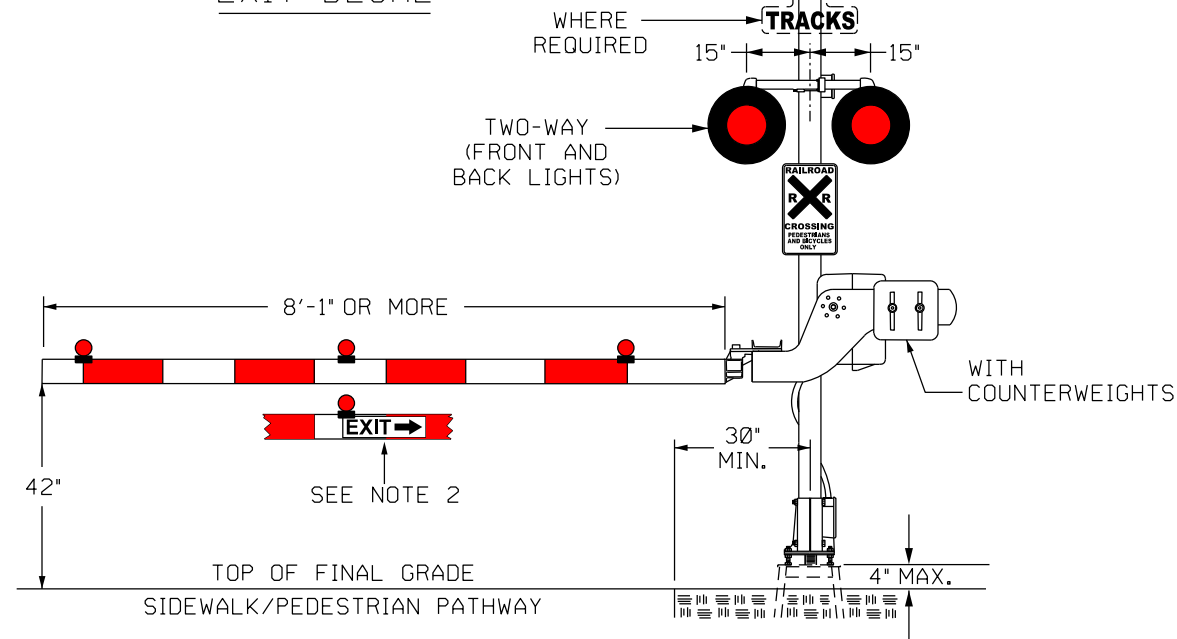 WHERE
REQUIRED
TRACKS
15"
15"
TWO-WAY
(FRONT AND
BACK LIGHTS)
RAILROAD
R R
CROSSING
PEDESTRIANS
AND BICYCLES
ONLY
8'-1" OR MORE
WITH
COUNTERWEIGHTS
EXIT
30"
MIN.
42"
SEE NOTE 2
TOP OF FINAL GRADE
4" MAX.
SIDEWALK/PEDESTRIAN PATHWAY